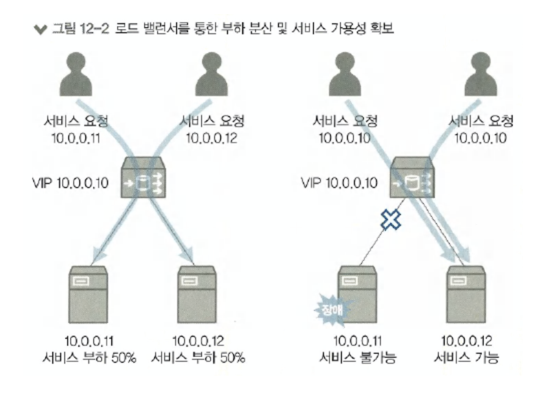 그림 12-2 로드 밸런서를 통한 부하 분산 및 서비스 가용성 확보
서비스 요청 서비스 요청 서비스 요청 서비스 요청
10.0.0.11 10.0.0.12 10.0.0.10 10.0.0.10
VIP 10.0.0.10 VIP 10.0.0.10
장애
10.0.0.11 10.0.0.12 10.0.0.11 10.0.0.12
서비스 부하 50% 서비스 부하 50% 서비스 불가능 서비스 가능